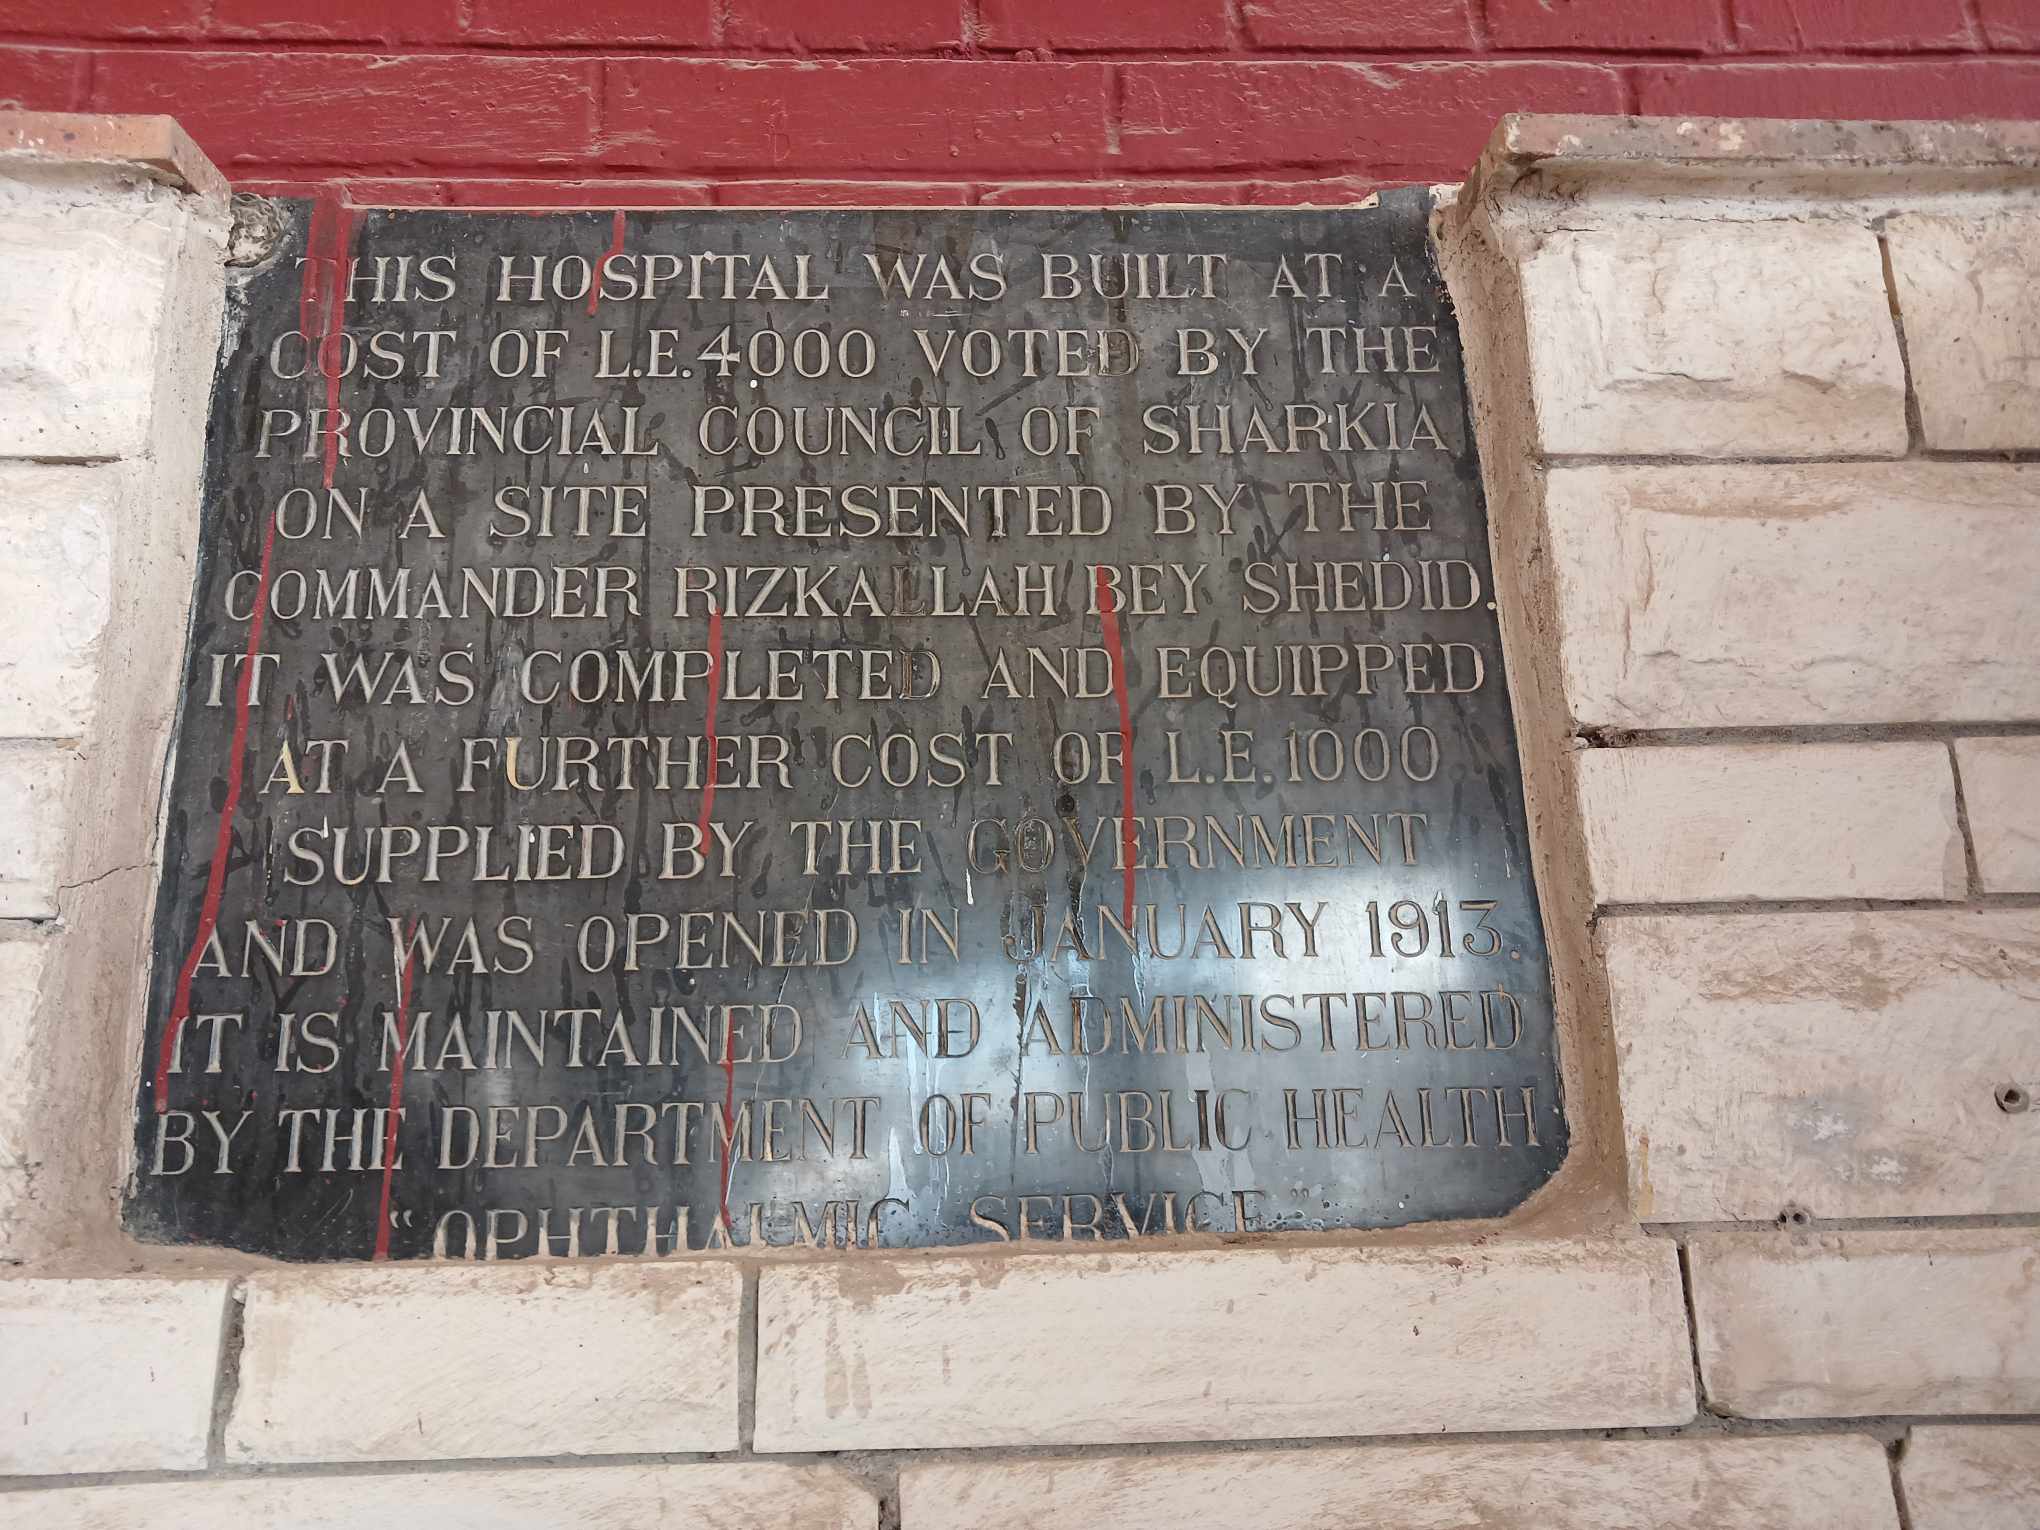 THIS HOSPITAL WAS BUILT AT A
COST OF L.E.4000 VOTED BY THE
PROVINCIAL COUNCIL OF SHARKIA
ON A SITE PRESENTED BY THE
COMMANDER RIZKALLAH BEY SHEDID.
IT WAS COMPLETED AND EQUIPPED
AT A FURTHER COST OF L.E.1000
SUPPLIED BY THE GOVERNMENT
AND WAS OPENED IN JANUARY 1913.
IT IS MAINTAINED AND ADMINISTERED
BY THE DEPARTMENT OF PUBLIC HEALTH
“OPHTHALMIC SERVICE”